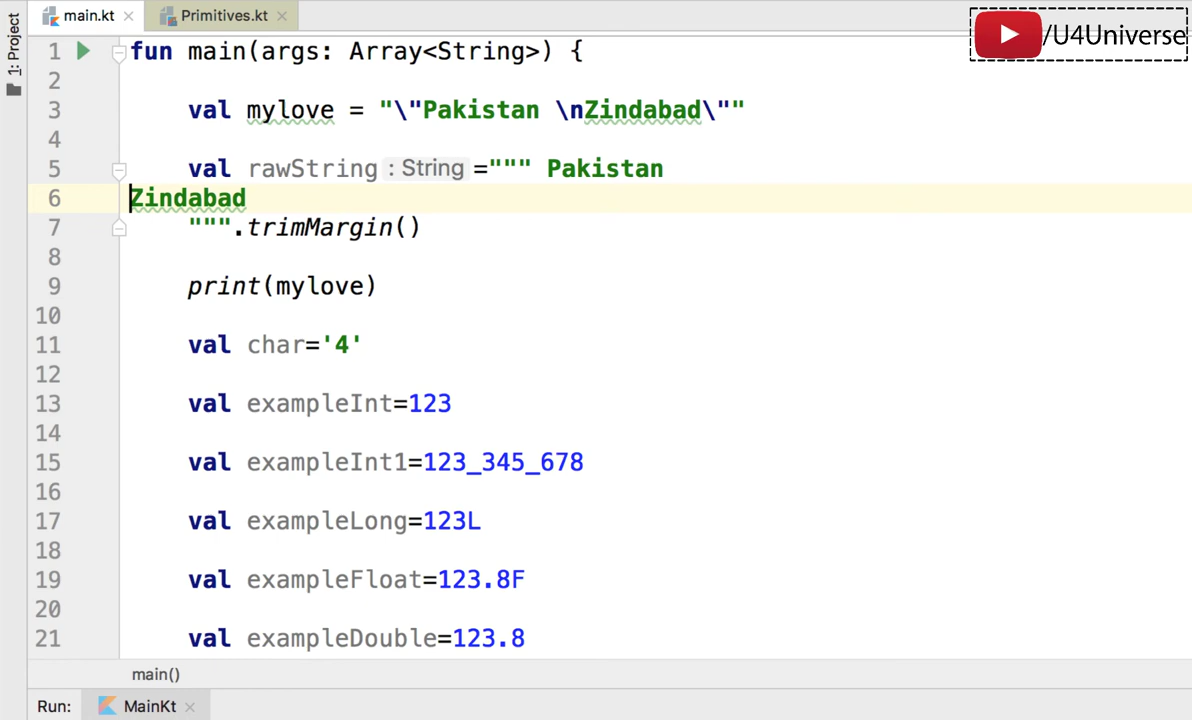 main.kt
Primitives.kt
/U4Universe
1: Project
1 fun main(args: Array<String>) {
2
3 val mylove = "\"Pakistan \nZindabad\""
4
5 val rawString : String =""" Pakistan
6 Zindabad
7 """.trimMargin()
8
9 print(mylove)
10
11 val char='4'
12
13 val exampleInt=123
14
15 val exampleInt1=123_345_678
16
17 val exampleLong=123L
18
19 val exampleFloat=123.8F
20
21 val exampleDouble=123.8
main()
Run: MainKt